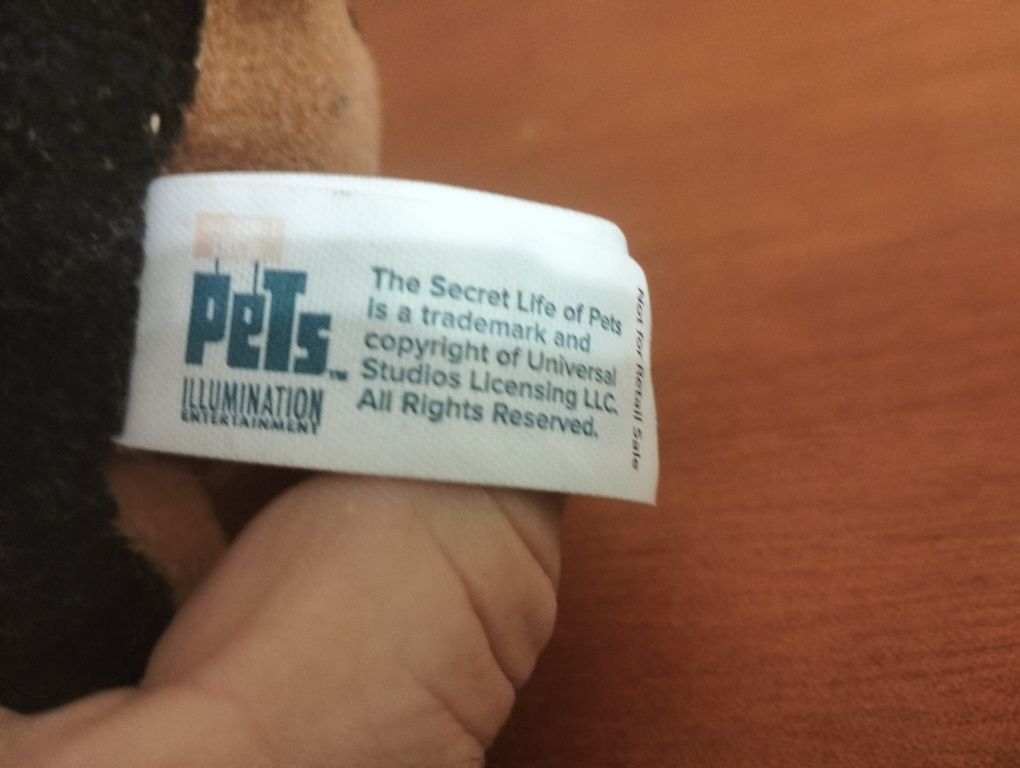 PeTs™
ILLUMINATION
ENTERTAINMENT
The Secret Life of Pets
is a trademark and
copyright of Universal
Studios Licensing LLC.
All Rights Reserved.
Not for Retail Sale